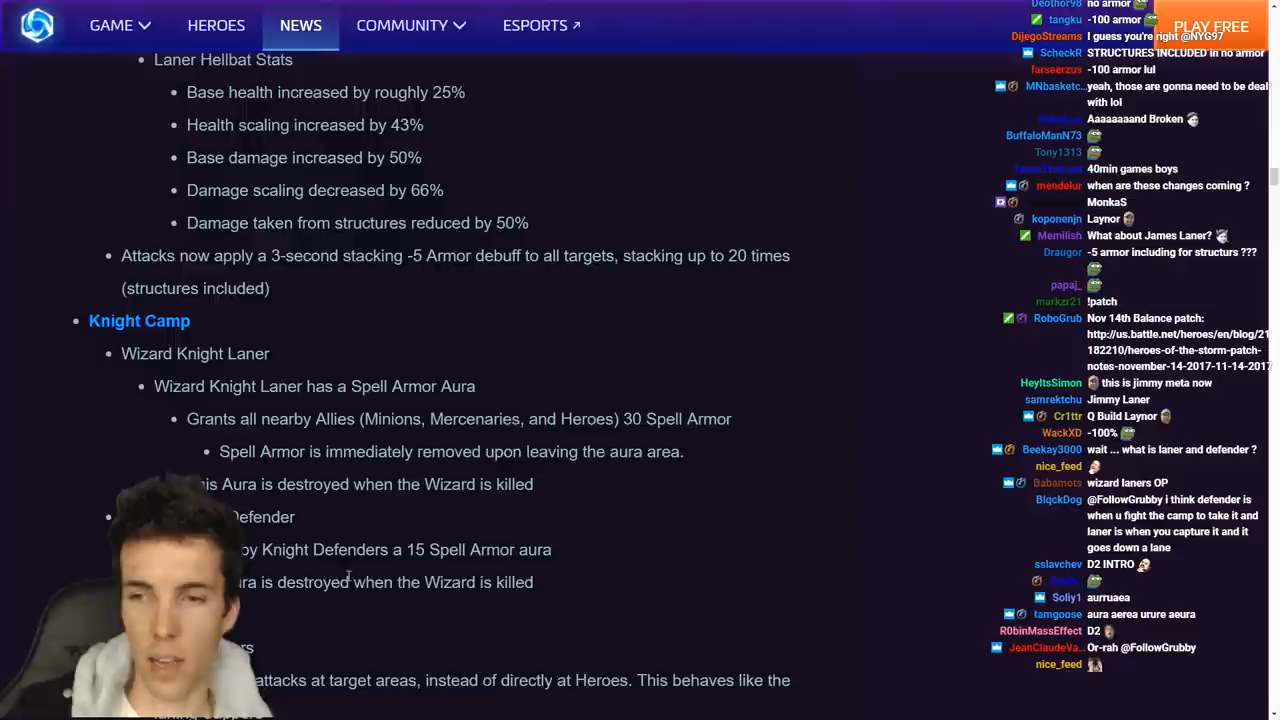 GAME
HEROES
NEWS
COMMUNITY
ESPORTS
PLAY FREE
Laner Hellbat Stats
Base health increased by roughly 25%
Health scaling increased by 43%
Base damage increased by 50%
Damage scaling decreased by 66%
Damage taken from structures reduced by 50%
Attacks now apply a 3-second stacking -5 Armor debuff to all targets, stacking up to 20 times
(structures included)
Knight Camp
Wizard Knight Laner
Wizard Knight Laner has a Spell Armor Aura
Grants all nearby Allies (Minions, Mercenaries, and Heroes) 30 Spell Armor
Spell Armor is immediately removed upon leaving the aura area.
Aura is destroyed when the Wizard is killed
Defender
by Knight Defenders a 15 Spell Armor aura
is destroyed when the Wizard is killed
attacks at target areas, instead of directly at Heroes. This behaves like the
Deothor98 no armor
tangku -100 armor
DijegoStreams I guess you're right @NYG97
ScheckR STRUCTURES INCLUDED in no armor
farseerzus -100 armor lul
MNbasketc... yeah, those are gonna need to be deal
with lol
Aaaaaaaand Broken
BuffaloManN73
Tony1313
40min games boys
mendelur when are these changes coming ?
MonkaS
koponenjn Laynor
Memilish What about James Laner?
Draugor -5 armor including for structurs ???
papaj_
markzr21 !patch
RoboGrub Nov 14th Balance patch:
http://us.battle.net/heroes/en/blog/21
182210/heroes-of-the-storm-patch-
notes-november-14-2017-11-14-2017
HeyItsSimon this is jimmy meta now
samrektchu Jimmy Laner
Cr1ttr Q Build Laynor
WackXD -100%
Beekay3000 wait ... what is laner and defender ?
nice_feed
Babamots wizard laners OP
BlqckDog @FollowGrubby i think defender is
when u fight the camp to take it and
laner is when you capture it and it
goes down a lane
sslavchev D2 INTRO
Soliy1 aurruaea
tamgoose aura aerea urure aeura
R0binMassEffect D2
JeanClaudeVa... Or-rah @FollowGrubby
nice_feed